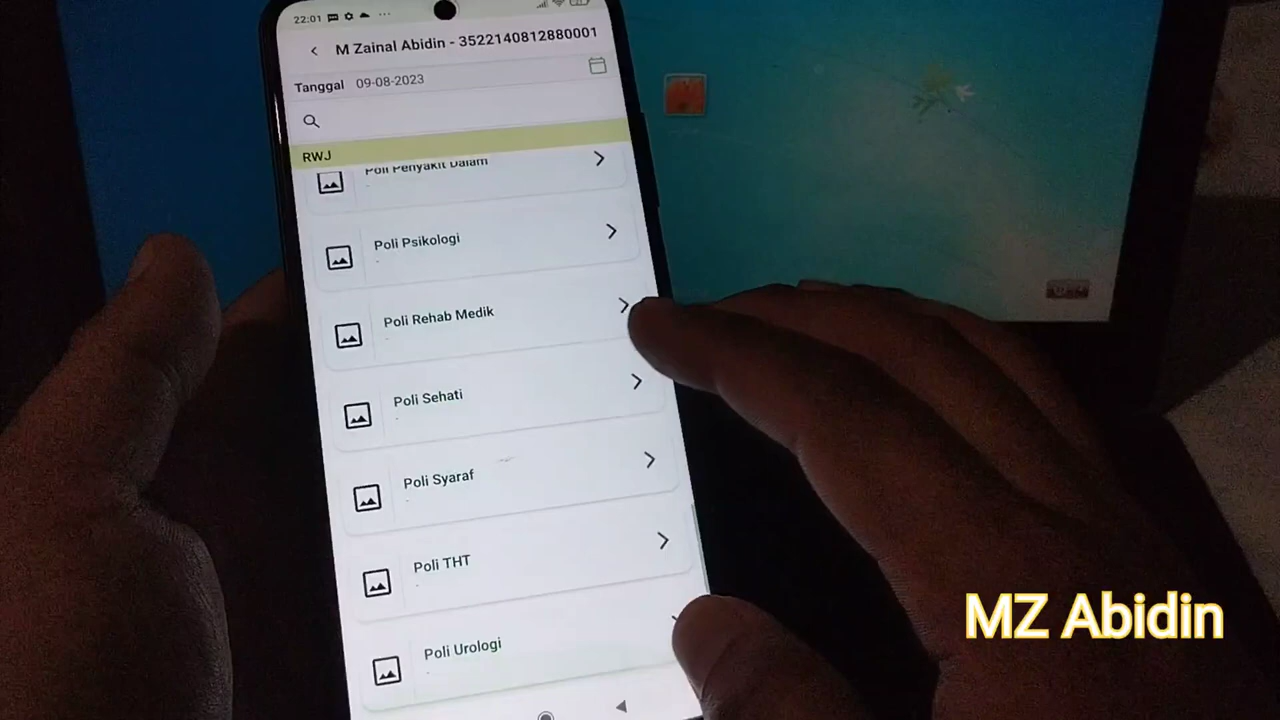 22:01
M Zainal Abidin - 3522140812880001
Tanggal 09-08-2023
RWJ
Poli Penyakit Dalam
-
Poli Psikologi
-
Poli Rehab Medik
-
Poli Sehati
-
Poli Syaraf
-
Poli THT
-
Poli Urologi
-
MZ Abidin